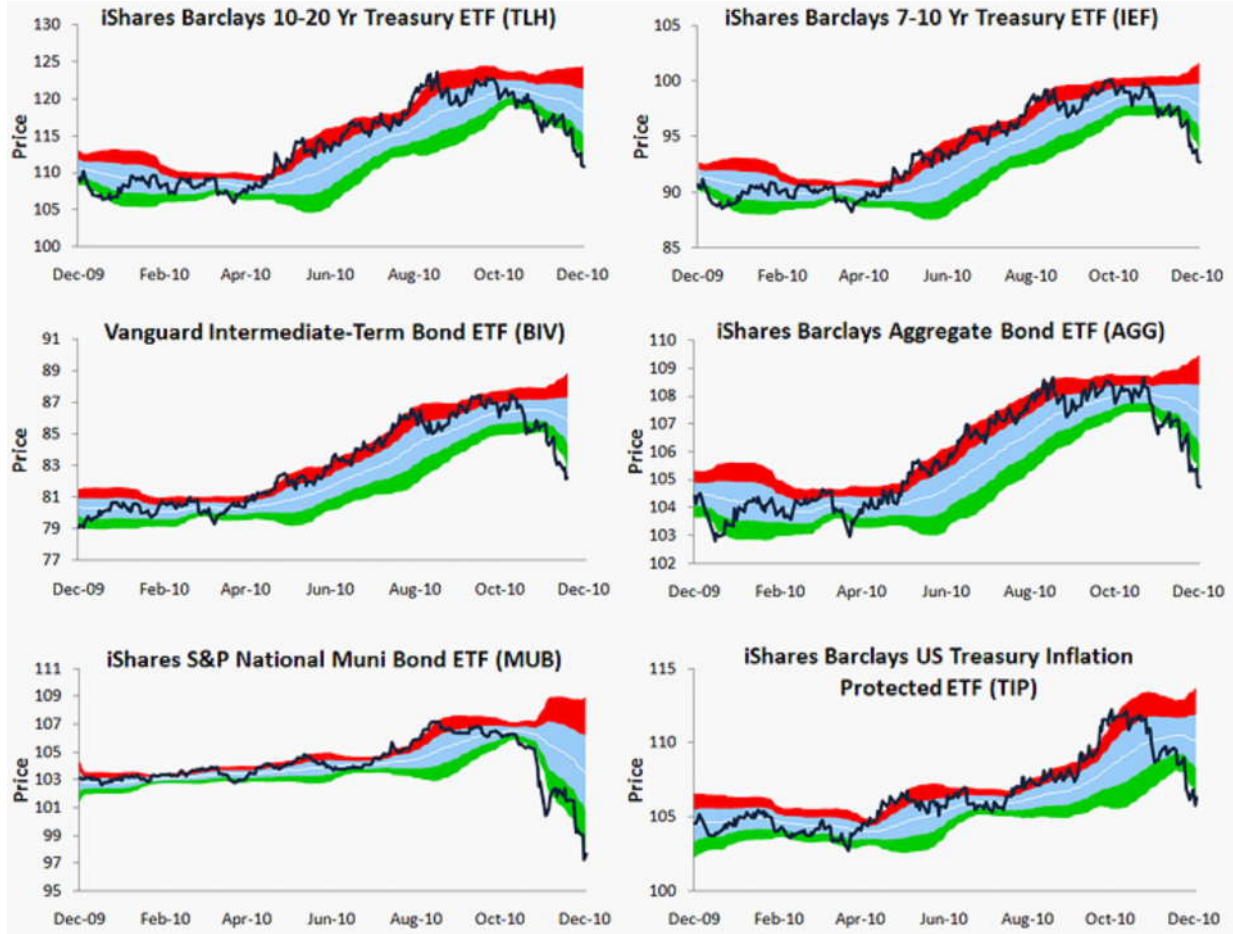 iShares Barclays 10-20 Yr Treasury ETF (TLH)
130
125
120
115
110
105
100
Price
Dec-09 Feb-10 Apr-10 Jun-10 Aug-10 Oct-10 Dec-10
iShares Barclays 7-10 Yr Treasury ETF (IEF)
105
100
95
90
85
Price
Dec-09 Feb-10 Apr-10 Jun-10 Aug-10 Oct-10 Dec-10
Vanguard Intermediate-Term Bond ETF (BIV)
91
89
87
85
83
81
79
77
Price
Dec-09 Feb-10 Apr-10 Jun-10 Aug-10 Oct-10 Dec-10
iShares Barclays Aggregate Bond ETF (AGG)
110
109
108
107
106
105
104
103
102
Price
Dec-09 Feb-10 Apr-10 Jun-10 Aug-10 Oct-10 Dec-10
iShares S&P National Muni Bond ETF (MUB)
111
109
107
105
103
101
99
97
95
Price
Dec-09 Feb-10 Apr-10 Jun-10 Aug-10 Oct-10 Dec-10
iShares Barclays US Treasury Inflation
Protected ETF (TIP)
115
110
105
100
Price
Dec-09 Feb-10 Apr-10 Jun-10 Aug-10 Oct-10 Dec-10